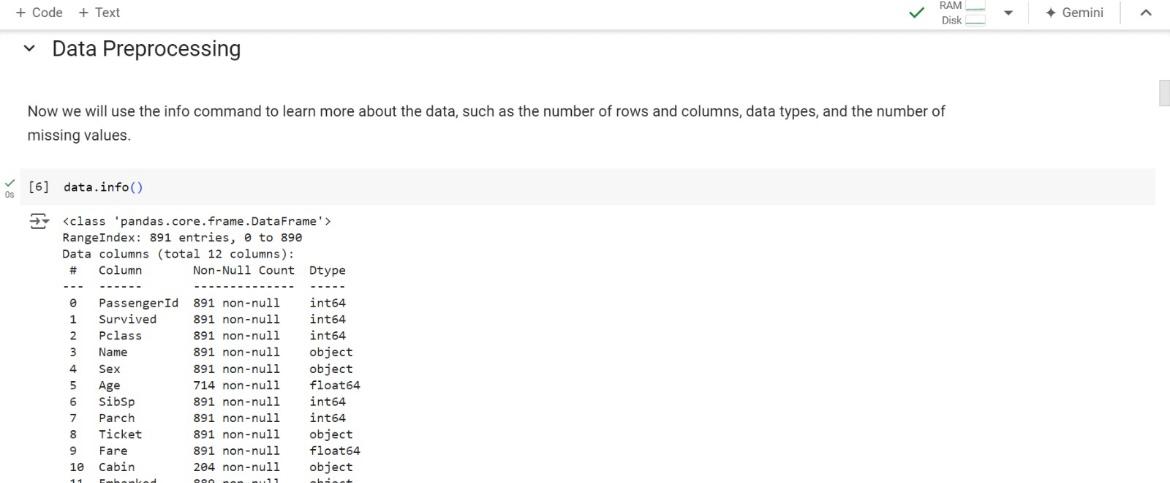 + Code + Text
RAM
Disk
Gemini
Data Preprocessing
Now we will use the info command to learn more about the data, such as the number of rows and columns, data types, and the number of
missing values.
[6] data.info()
0s
<class 'pandas.core.frame.DataFrame'>
RangeIndex: 891 entries, 0 to 890
Data columns (total 12 columns):
 #   Column       Non-Null Count  Dtype
---  ------       --------------  -----
 0   PassengerId  891 non-null    int64
 1   Survived     891 non-null    int64
 2   Pclass       891 non-null    int64
 3   Name         891 non-null    object
 4   Sex          891 non-null    object
 5   Age          714 non-null    float64
 6   SibSp        891 non-null    int64
 7   Parch        891 non-null    int64
 8   Ticket       891 non-null    object
 9   Fare         891 non-null    float64
 10  Cabin        204 non-null    object
 11  Embarked     889 non-null    object